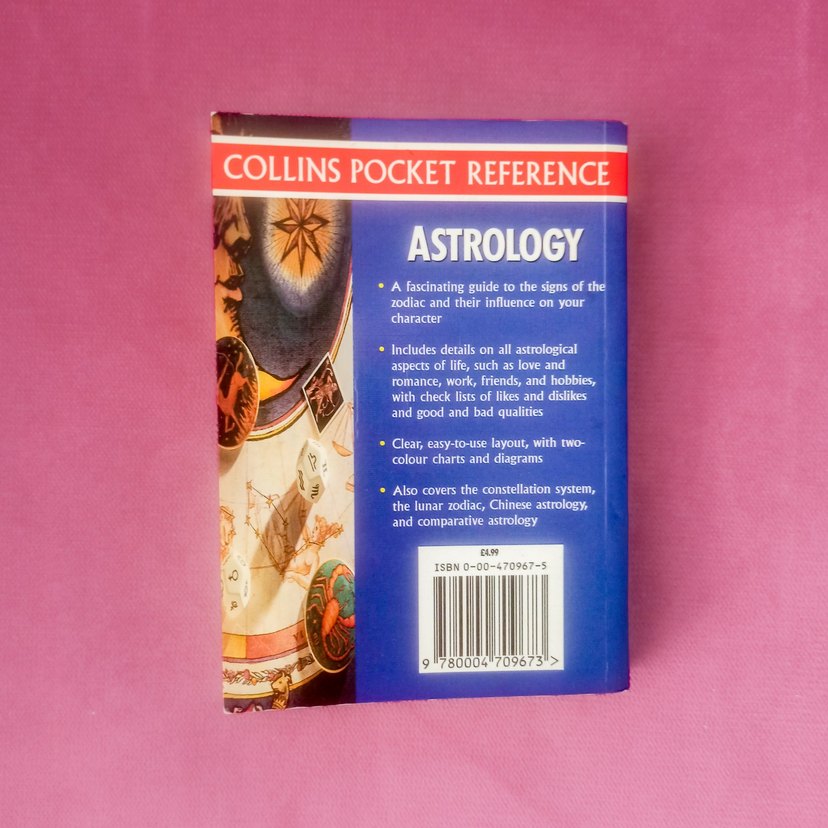 COLLINS POCKET REFERENCE
ASTROLOGY
• A fascinating guide to the signs of the
zodiac and their influence on your
character
• Includes details on all astrological
aspects of life, such as love and
romance, work, friends, and hobbies,
with check lists of likes and dislikes
and good and bad qualities
• Clear, easy-to-use layout, with two-
colour charts and diagrams
• Also covers the constellation system,
the lunar zodiac, Chinese astrology,
and comparative astrology
£4.99
ISBN 0-00-470967-5
9 780004 709673 >